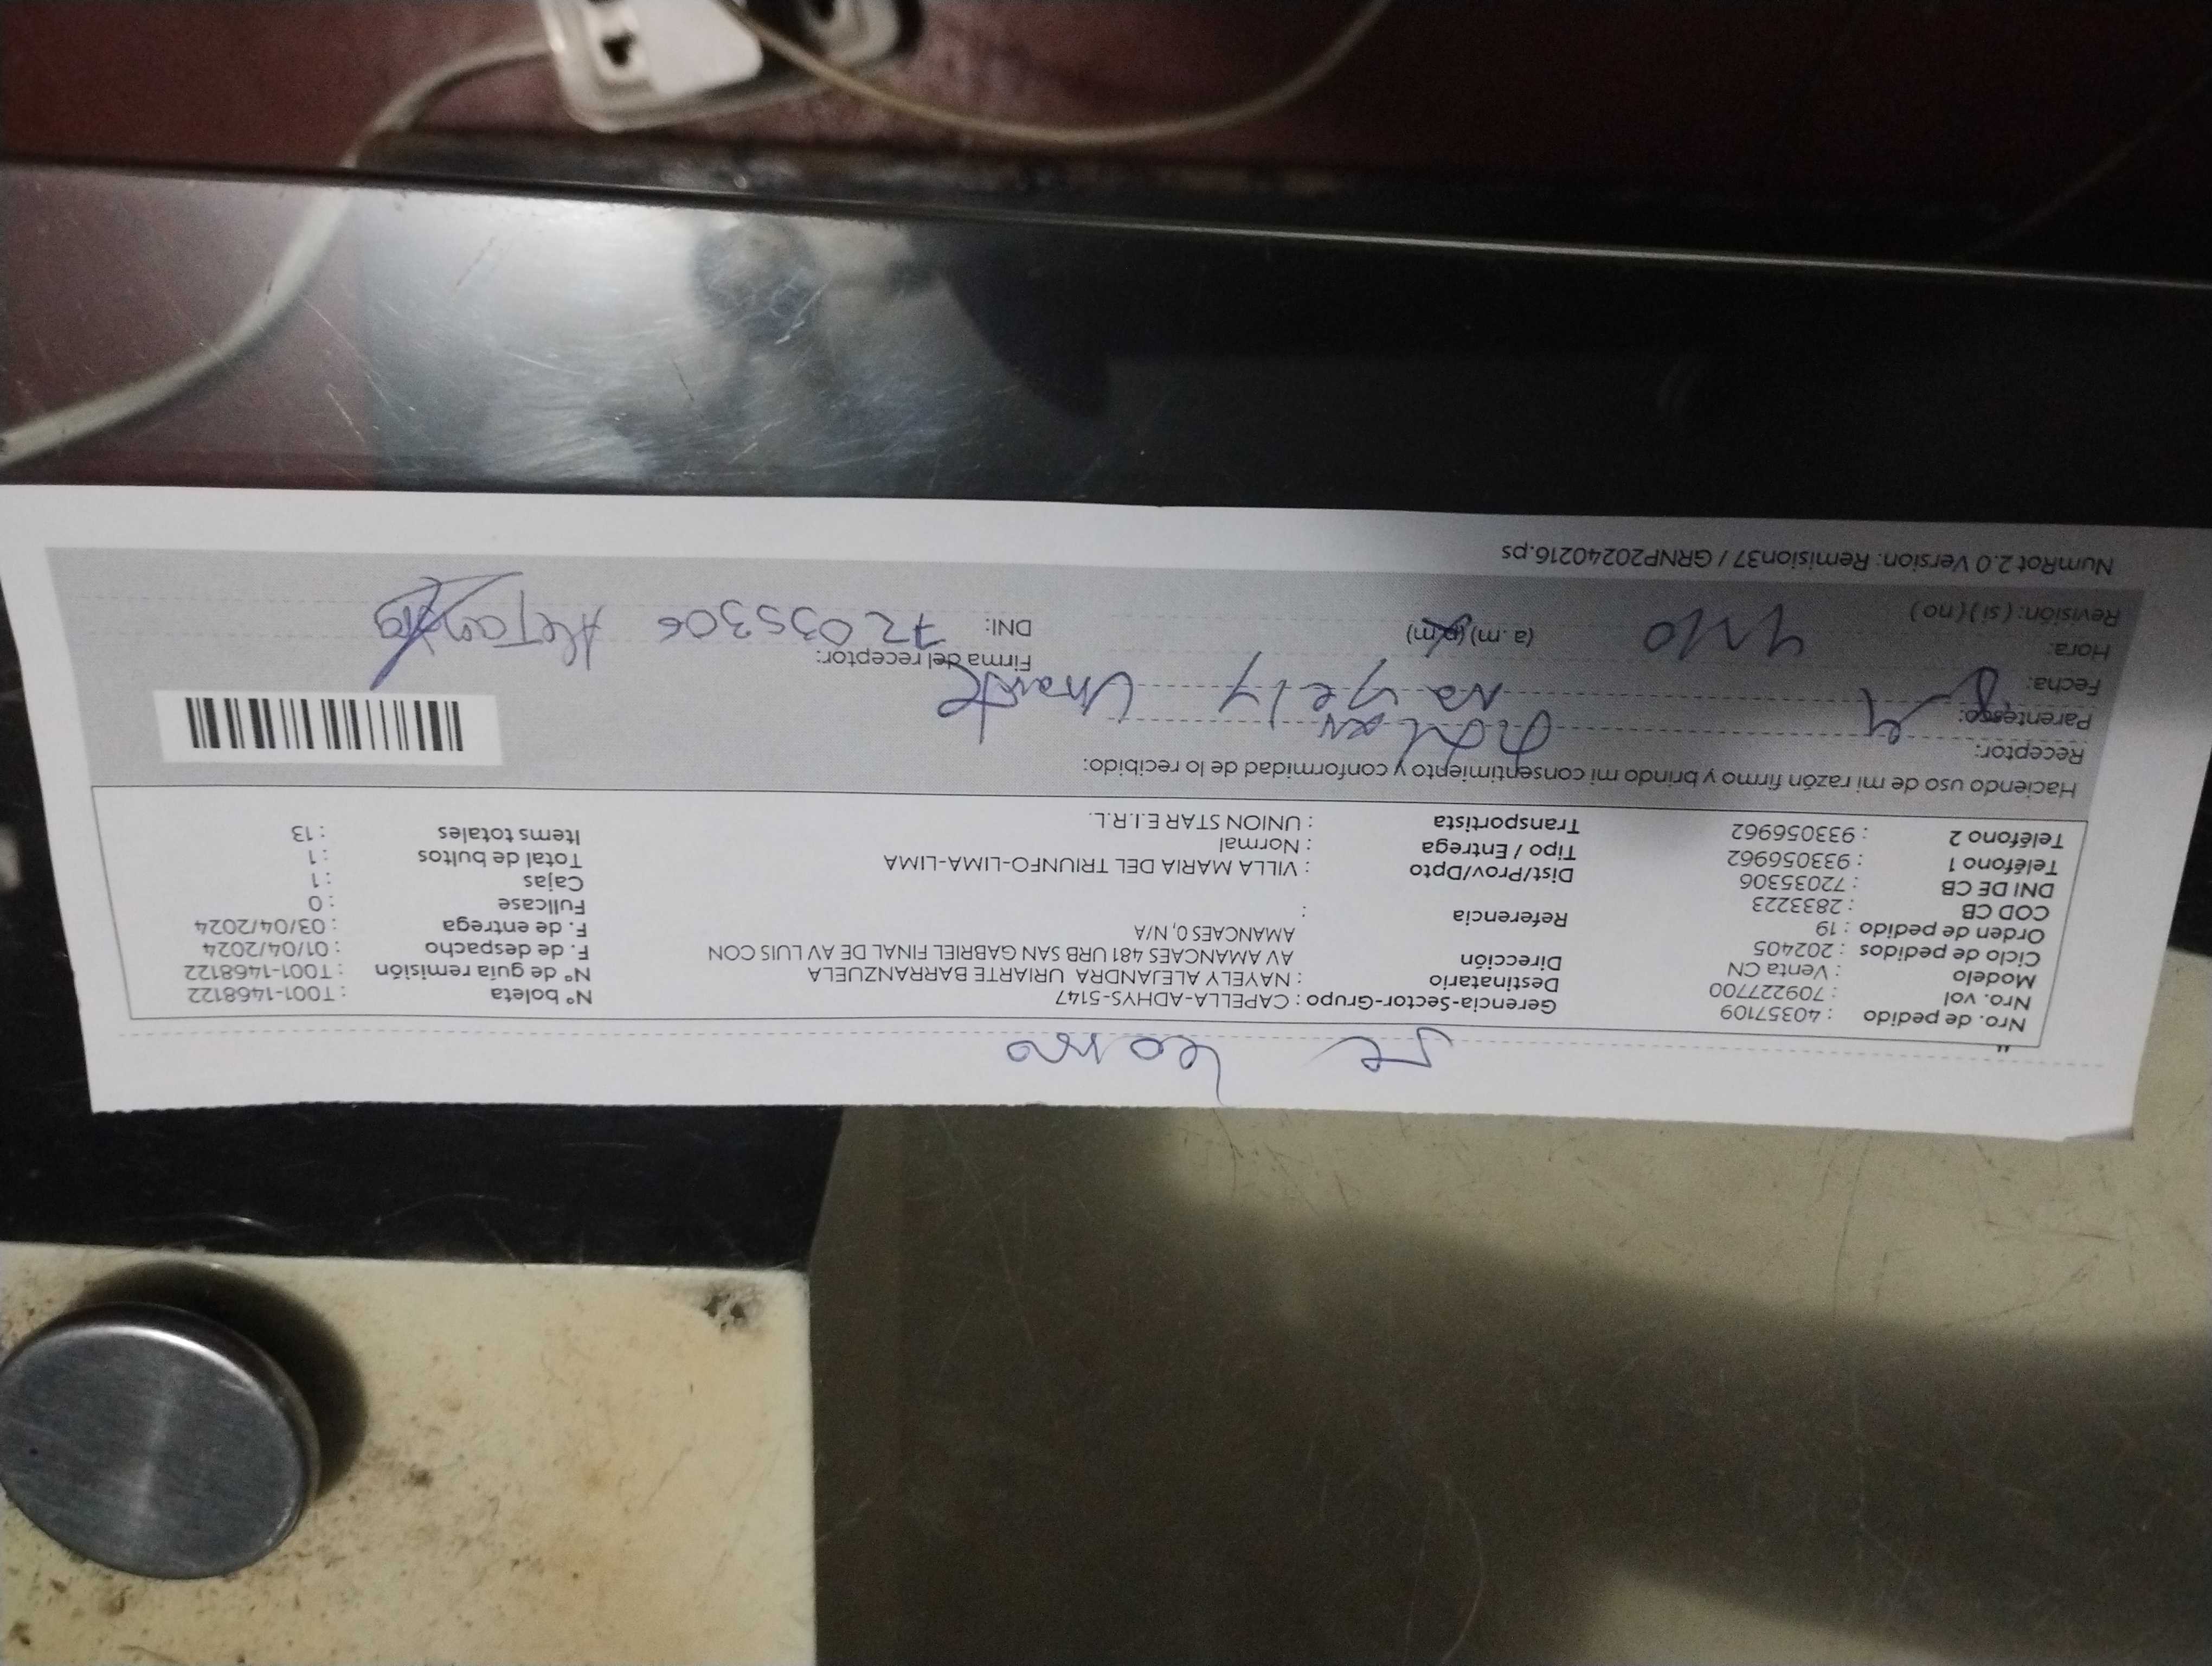 Se cobro
Nro. de pedido : 40357109 Gerencia-Sector-Grupo : CAPELLA-ADHYS-5147 N° boleta : T001-1468122
Nro. vol : 709227700 Destinatario : NAYELY ALEJANDRA URIARTE BARRANZUELA N° de guia remisión : T001-1468122
Modelo : Venta CN Dirección AV AMANCAES 481 URB SAN GABRIEL FINAL DE AV LUIS CON F. de despacho : 01/04/2024
Ciclo de pedidos : 202405 AMANCAES 0, N/A F. de entrega : 03/04/2024
Orden de pedido : 19 Referencia : Fullcase : 0
COD CB : 2833223 Dist/Prov/Dpto : VILLA MARIA DEL TRIUNFO-LIMA-LIMA Cajas : 1
DNI DE CB : 72035306 Tipo / Entrega : Normal Total de bultos : 1
Teléfono 1 : 933056962 Transportista : UNION STAR E.I.R.L. Items totales : 13
Teléfono 2 : 933056962
Haciendo uso de mi razón firmo y brindo mi consentimiento y conformidad de lo recibido:
Receptor:
Parentesco:
Fecha: Nayely Uriarte Firma del receptor:
Hora: (a.m) (p.m) DNI: 72035306
Revisión: (si) (no)
NumRot 2.0 Version: Remision37 / GRNP20240216.ps